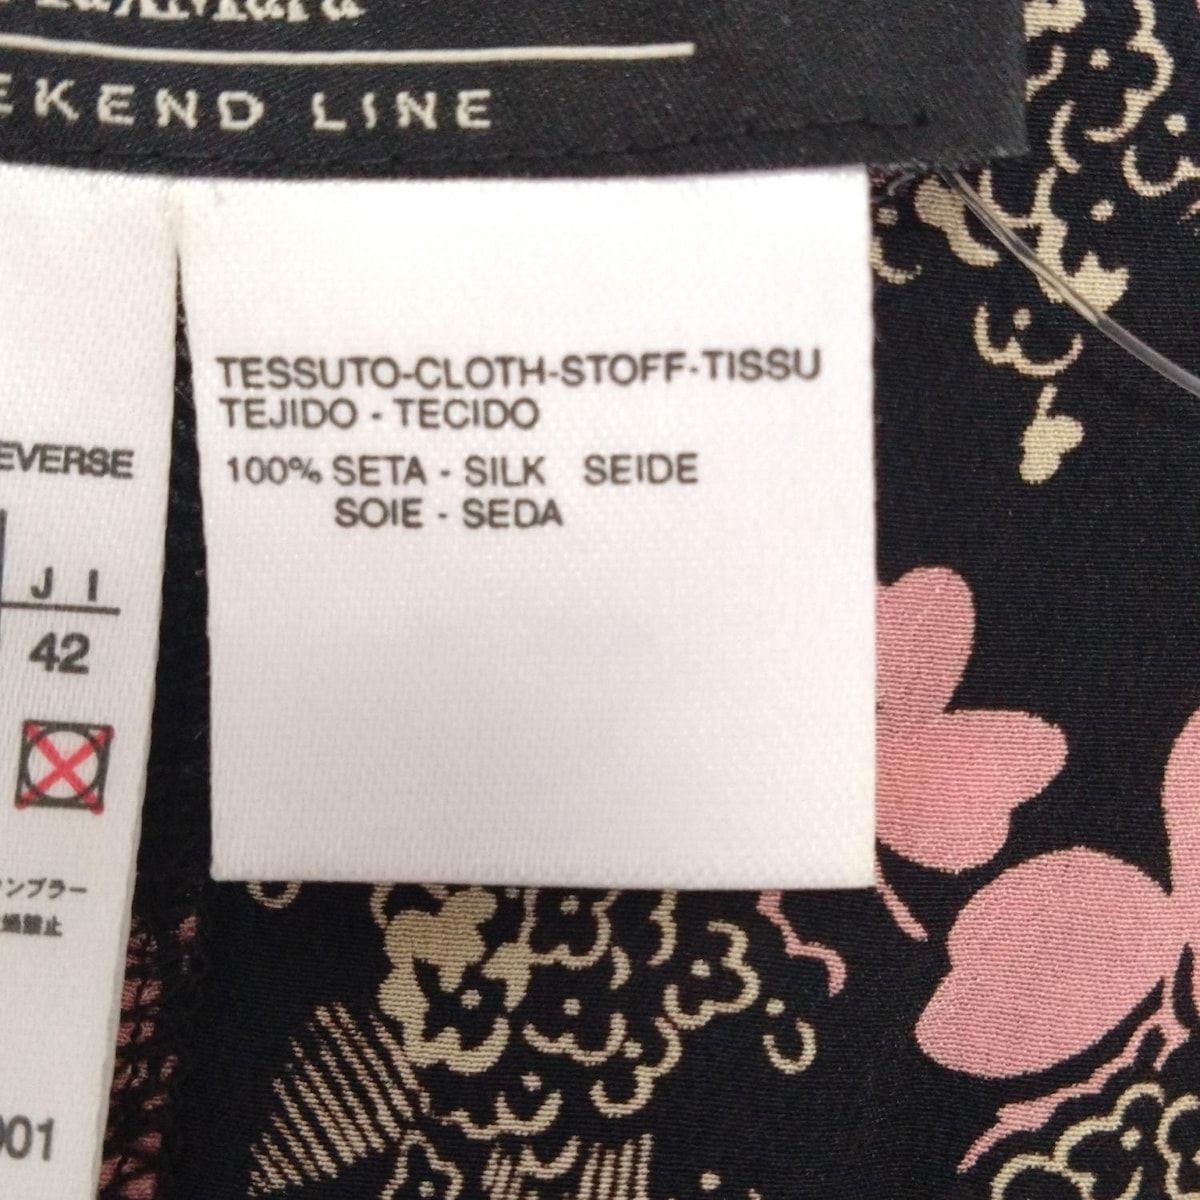 EKEND LINE
TESSUTO-CLOTH-STOFF-TISSU
TEJIDO - TECIDO
100% SETA - SILK SEIDE
SOIE - SEDA
EVERSE
J I
42
ンブラー
001